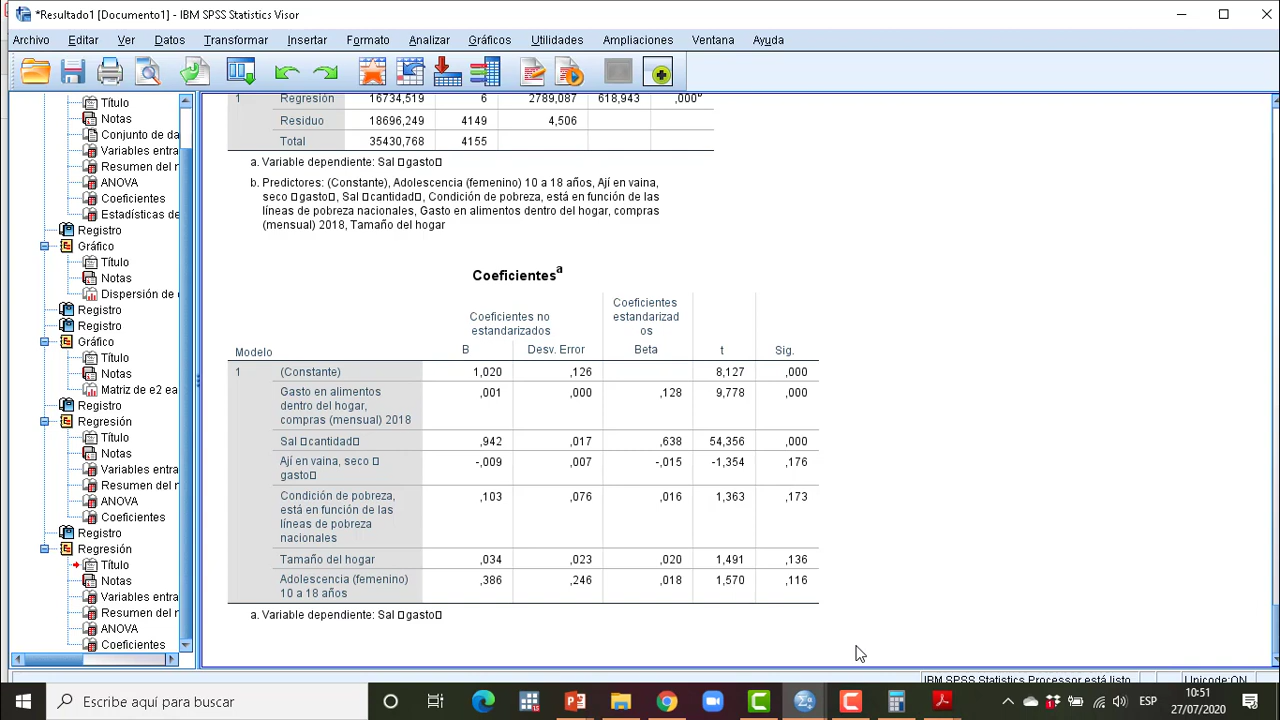 *Resultado1 [Documento1] - IBM SPSS Statistics Visor
Archivo Editar Ver Datos Transformar Insertar Formato Analizar Gráficos Utilidades Ampliaciones Ventana Ayuda
Título
Notas
Conjunto de da
Variables entra
Resumen del r
ANOVA
Coeficientes
Estadísticas de
Registro
Gráfico
Título
Notas
Dispersión de
Registro
Registro
Gráfico
Título
Notas
Matriz de e2 ea
Registro
Regresión
Título
Notas
Variables entra
Resumen del r
ANOVA
Coeficientes
Registro
Regresión
Título
Notas
Variables entra
Resumen del r
ANOVA
Coeficientes
1 Regresión 16734,519 6 2789,087 618,943 ,000b
Residuo 18696,249 4149 4,506
Total 35430,768 4155
a. Variable dependiente: Sal □gasto□
b. Predictores: (Constante), Adolescencia (femenino) 10 a 18 años, Ají en vaina,
seco □gasto□, Sal □cantidad□, Condición de pobreza, está en función de las
líneas de pobreza nacionales, Gasto en alimentos dentro del hogar, compras
(mensual) 2018, Tamaño del hogar
Coeficientesa
Coeficientes no
estandarizados
Coeficientes
estandarizad
os
Modelo B Desv. Error Beta t Sig.
1 (Constante) 1,020 ,126 8,127 ,000
Gasto en alimentos ,001 ,000 ,128 9,778 ,000
dentro del hogar,
compras (mensual) 2018
Sal □cantidad□ ,942 ,017 ,638 54,356 ,000
Ají en vaina, seco □ -,009 ,007 -,015 -1,354 ,176
gasto□
Condición de pobreza, ,103 ,076 ,016 1,363 ,173
está en función de las
líneas de pobreza
nacionales
Tamaño del hogar ,034 ,023 ,020 1,491 ,136
Adolescencia (femenino) ,386 ,246 ,018 1,570 ,116
10 a 18 años
a. Variable dependiente: Sal □gasto□
IBM SPSS Statistics Processor está listo Unicode:ON
Escribe aquí para buscar
ESP
10:51
27/07/2020